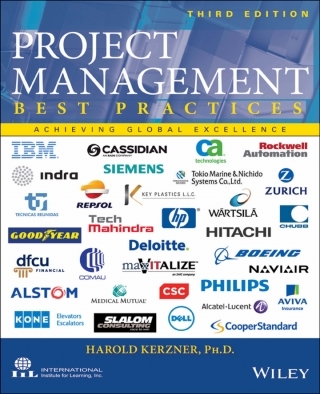 THIRD EDITION
PROJECT
MANAGEMENT
BEST PRACTICES
ACHIEVING GLOBAL EXCELLENCE
IBM
CASSIDIAN
ca
technologies
Rockwell
Automation
indra
SIEMENS
Tokio Marine & Nichido
Systems Co., Ltd.
ZURICH
TECNICAS REUNIDAS
REPSOL
K
KEY PLASTICS L.L.C.
hp
WÄRTSILÄ
CHUBB
GOODYEAR
Tech
Mahindra
HITACHI
Deloitte.
dfcu
FINANCIAL
COMAU
maxVITALIZE
BOEING
NAVIAIR
ALSTOM
MEDICAL MUTUAL
CSC
PHILIPS
Alcatel-Lucent
AVIVA
Insurance
KONE
Elevators
Escalators
SLALOM
CONSULTING
DELL
CooperStandard
HAROLD KERZNER, PH.D.
IIL
INTERNATIONAL
Institute for Learning, Inc.
WILEY